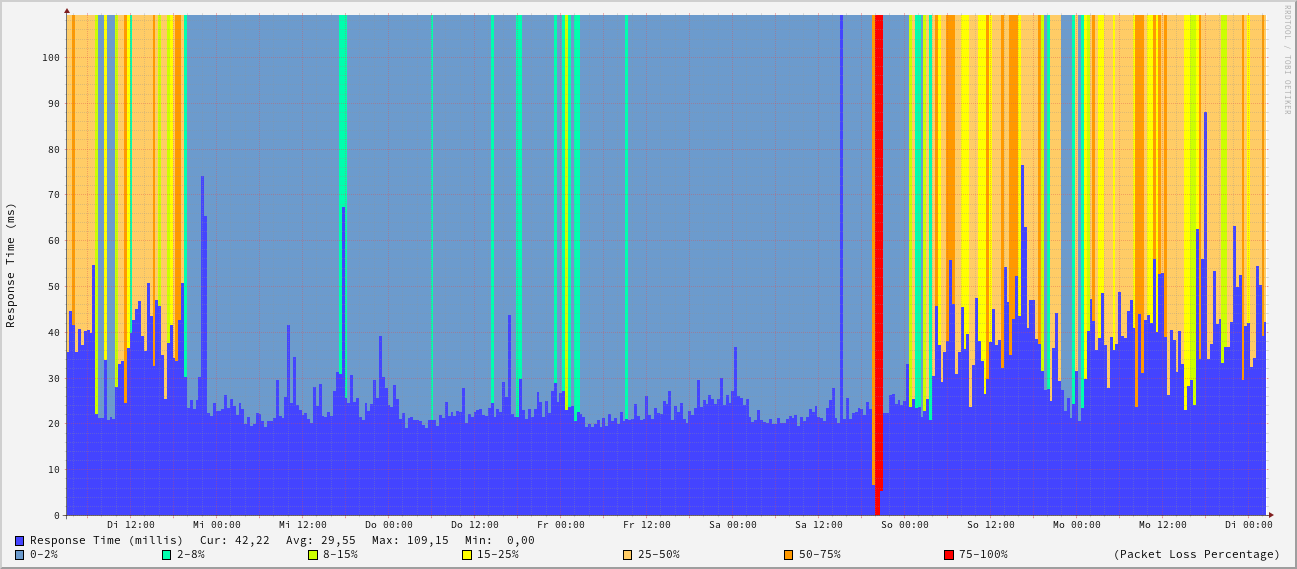 RRDTOOL / TOBI OETIKER
Response Time (ms)
100
90
80
70
60
50
40
30
20
10
0
Di 12:00 Mi 00:00 Mi 12:00 Do 00:00 Do 12:00 Fr 00:00 Fr 12:00 Sa 00:00 Sa 12:00 So 00:00 So 12:00 Mo 00:00 Mo 12:00 Di 00:00
Response Time (millis) Cur: 42,22 Avg: 29,55 Max: 109,15 Min: 0,00
0-2% 2-8% 8-15% 15-25% 25-50% 50-75% 75-100% (Packet Loss Percentage)